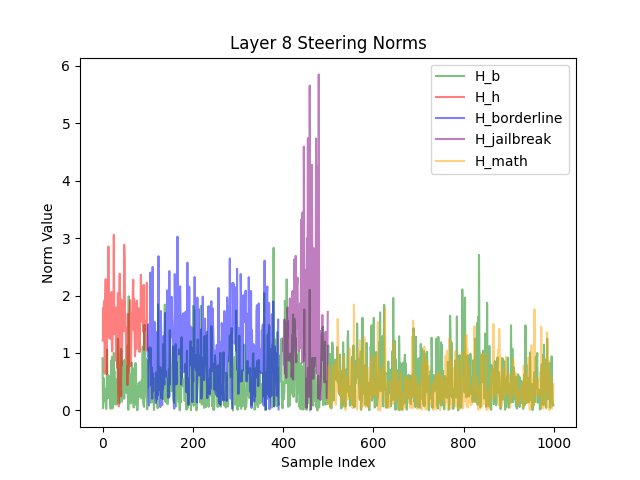 Layer 8 Steering Norms
6
5
4
3
2
1
0
Norm Value
H_b
H_h
H_borderline
H_jailbreak
H_math
0
200
400
600
800
1000
Sample Index